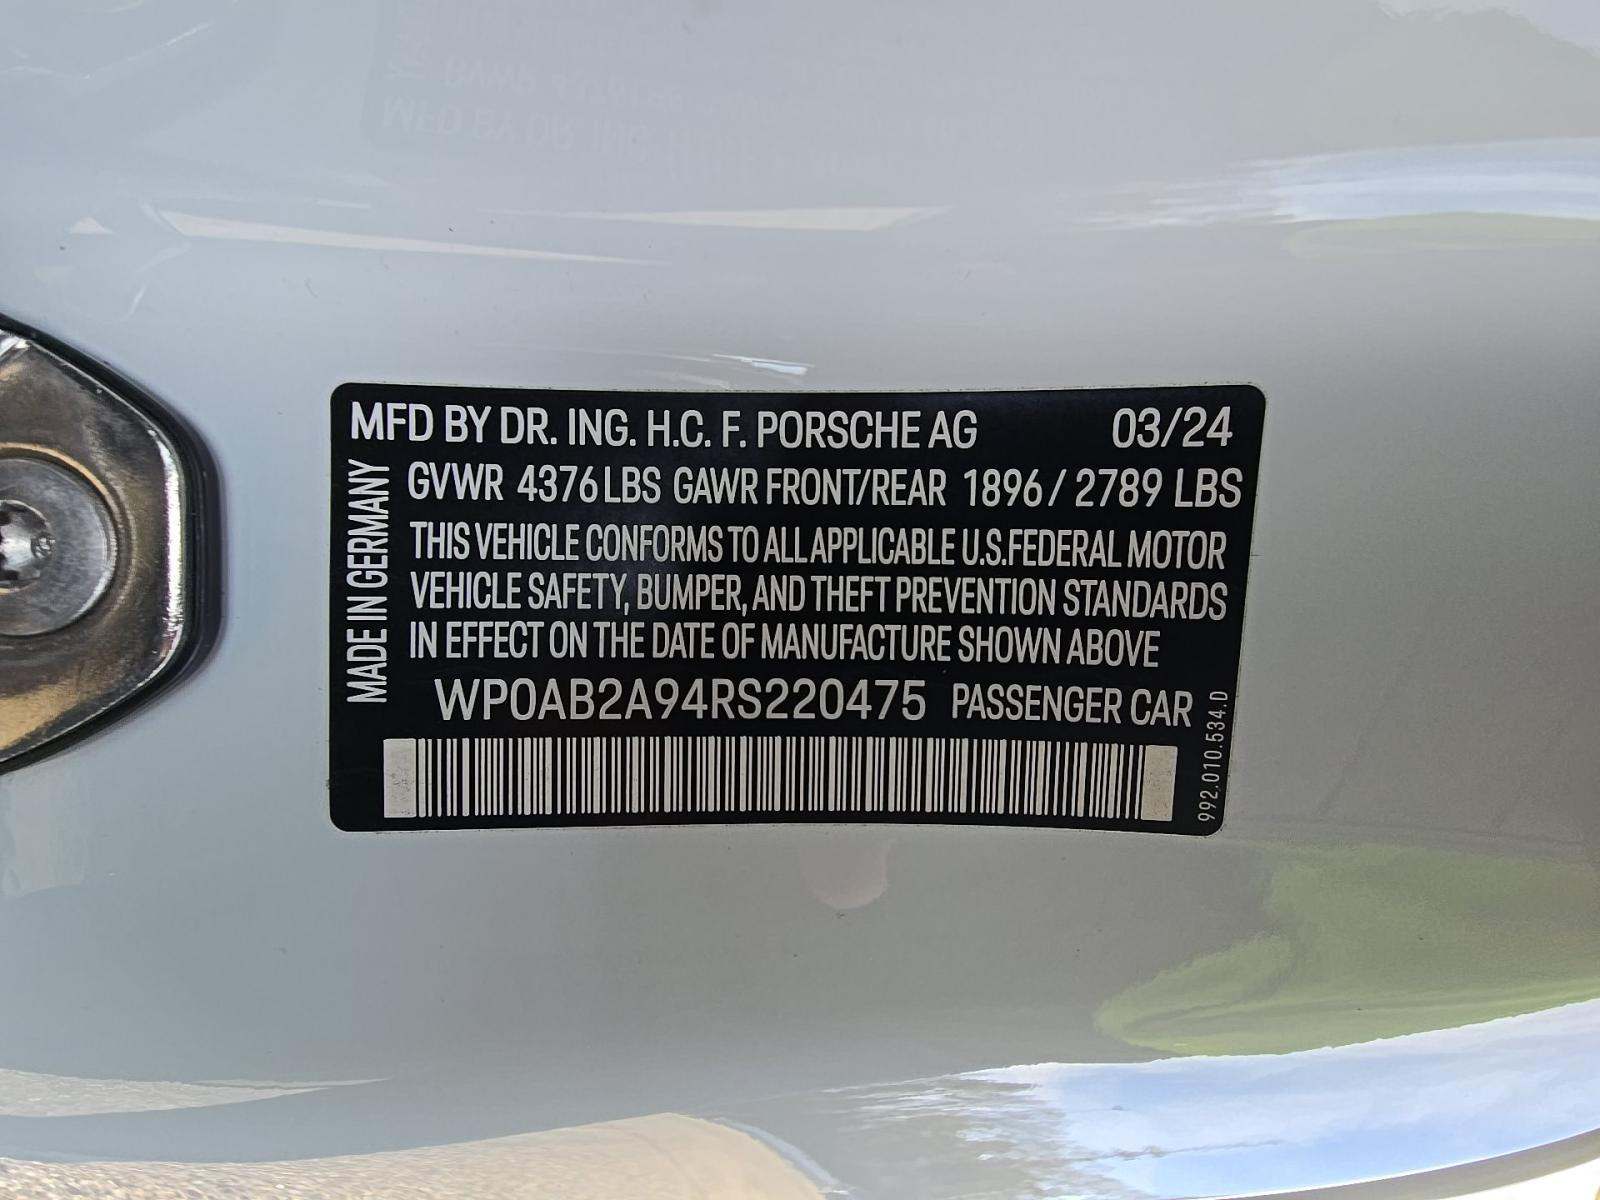 MFD BY DR. ING. H.C. F. PORSCHE AG 03/24
GVWR 4376 LBS GAWR FRONT/REAR 1896 / 2789 LBS
MADE IN GERMANY
THIS VEHICLE CONFORMS TO ALL APPLICABLE U.S.FEDERAL MOTOR
VEHICLE SAFETY, BUMPER, AND THEFT PREVENTION STANDARDS
IN EFFECT ON THE DATE OF MANUFACTURE SHOWN ABOVE
WP0AB2A94RS220475 PASSENGER CAR
992.010.534.D